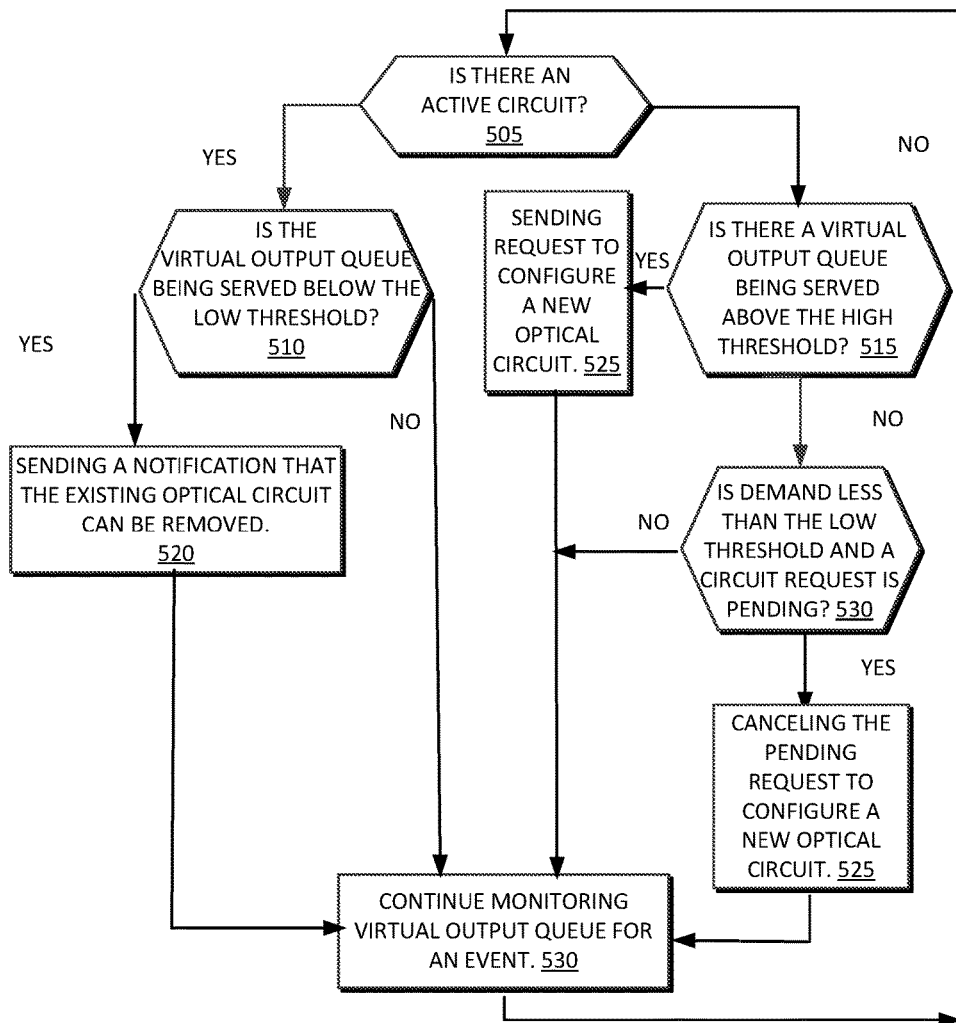 IS THERE AN
ACTIVE CIRCUIT?
505
YES
NO
IS THE
VIRTUAL OUTPUT QUEUE
BEING SERVED BELOW THE
LOW THRESHOLD?
510
SENDING
REQUEST TO
CONFIGURE
A NEW
OPTICAL
CIRCUIT. 525
YES
IS THERE A VIRTUAL
OUTPUT QUEUE
BEING SERVED
ABOVE THE HIGH
THRESHOLD? 515
YES
NO
NO
SENDING A NOTIFICATION THAT
THE EXISTING OPTICAL CIRCUIT
CAN BE REMOVED.
520
NO
IS DEMAND LESS
THAN THE LOW
THRESHOLD AND A
CIRCUIT REQUEST IS
PENDING? 530
YES
CANCELING THE
PENDING
REQUEST TO
CONFIGURE A
NEW OPTICAL
CIRCUIT. 525
CONTINUE MONITORING
VIRTUAL OUTPUT QUEUE FOR
AN EVENT. 530